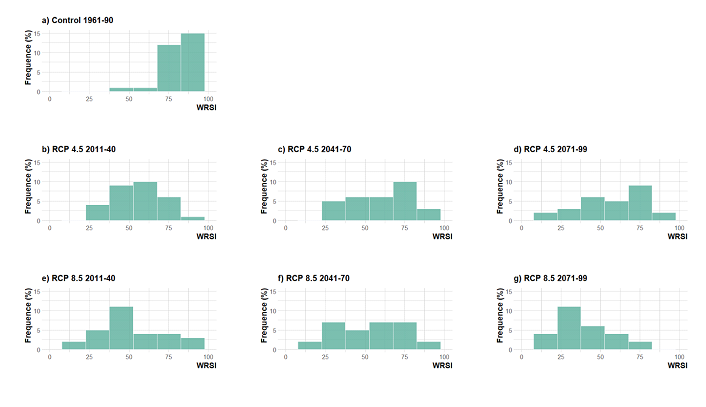 a) Control 1961-90
Frequence (%)
15
10
5
0
0 25 50 75 100
WRSI
b) RCP 4.5 2011-40
Frequence (%)
15
10
5
0
0 25 50 75 100
WRSI
c) RCP 4.5 2041-70
Frequence (%)
15
10
5
0
0 25 50 75 100
WRSI
d) RCP 4.5 2071-99
Frequence (%)
15
10
5
0
0 25 50 75 100
WRSI
e) RCP 8.5 2011-40
Frequence (%)
15
10
5
0
0 25 50 75 100
WRSI
f) RCP 8.5 2041-70
Frequence (%)
15
10
5
0
0 25 50 75 100
WRSI
g) RCP 8.5 2071-99
Frequence (%)
15
10
5
0
0 25 50 75 100
WRSI